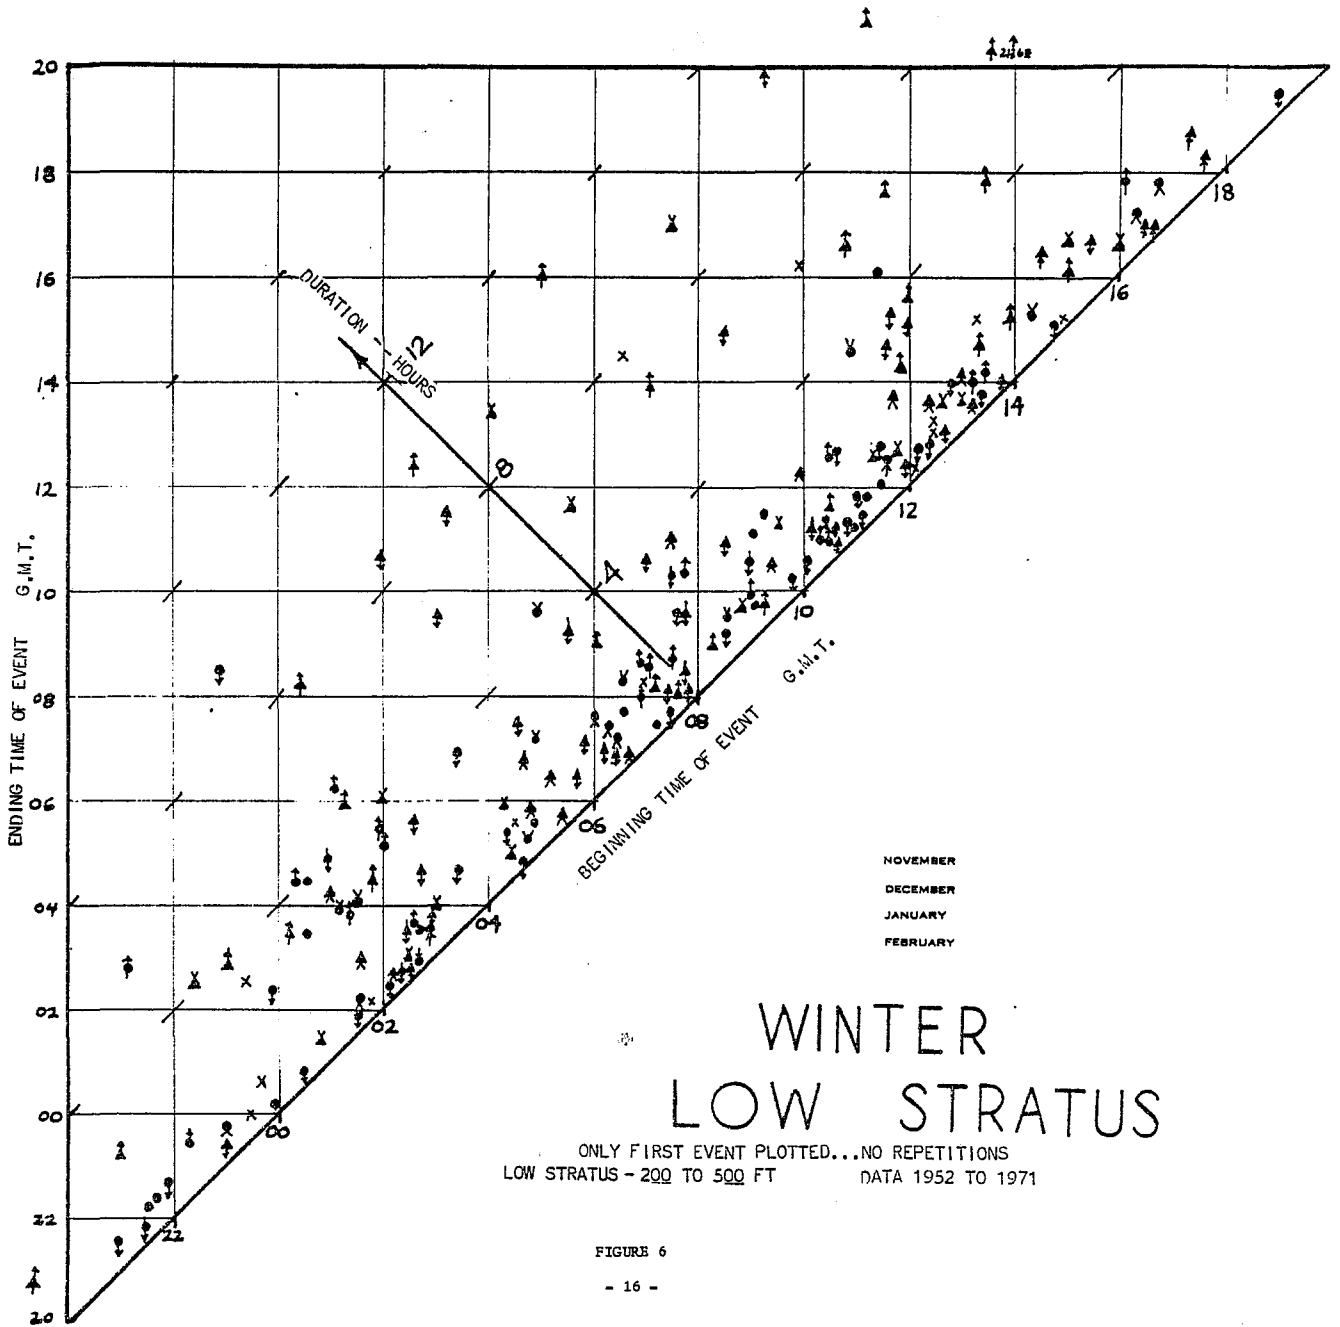 20
18
16
14
12
10
08
06
04
02
00
22
20
ENDING TIME OF EVENT G.M.T.
DURATION -- HOURS
12
8
4
18
16
14
12
10
08
06
04
02
00
22
BEGINNING TIME OF EVENT G.M.T.
NOVEMBER
DECEMBER
JANUARY
FEBRUARY
WINTER
LOW STRATUS
ONLY FIRST EVENT PLOTTED...NO REPETITIONS
LOW STRATUS - 200 TO 500 FT DATA 1952 TO 1971
FIGURE 6
- 16 -